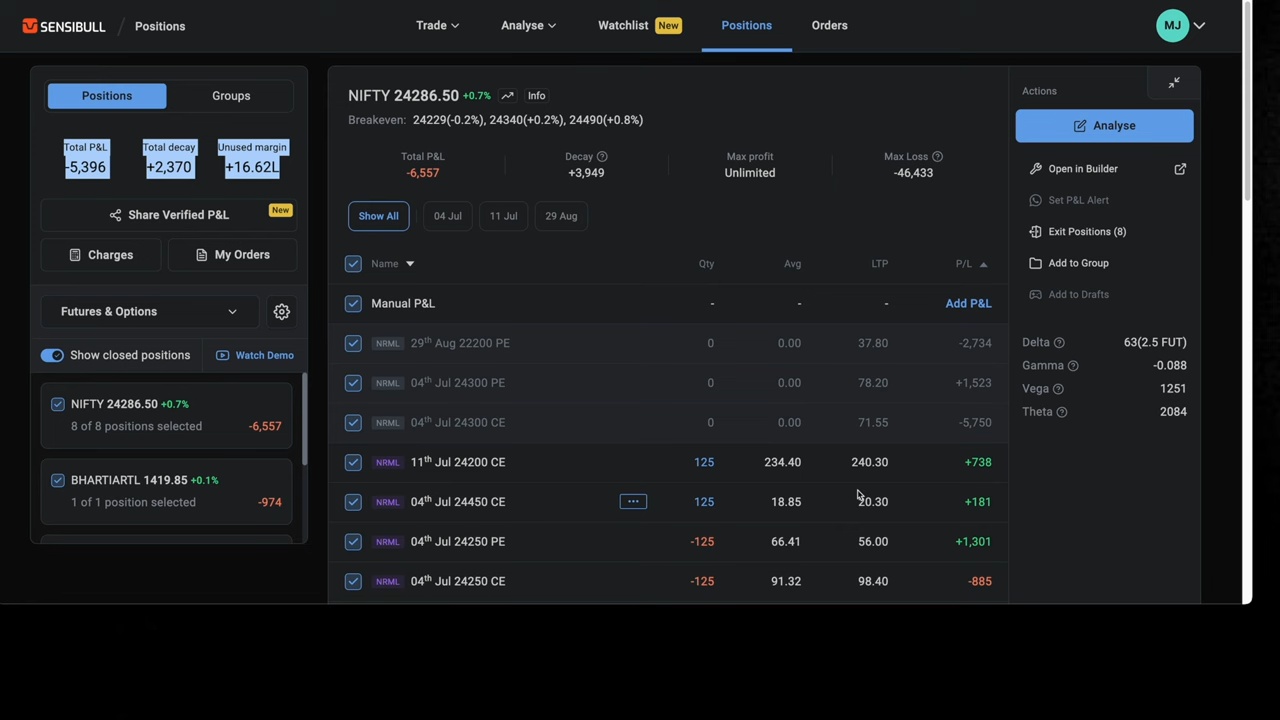 SENSIBULL / Positions
Trade Analyse Watchlist New Positions Orders MJ
Positions Groups
Total P&L Total decay Unused margin
-5,396 +2,370 +16.62L
Share Verified P&L New
Charges My Orders
Futures & Options
Show closed positions Watch Demo
NIFTY 24286.50 +0.7%
8 of 8 positions selected -6,557
BHARTIARTL 1419.85 +0.1%
1 of 1 position selected -974
NIFTY 24286.50 +0.7% Info
Breakeven: 24229(-0.2%), 24340(+0.2%), 24490(+0.8%)
Total P&L Decay Max profit Max Loss
-6,557 +3,949 Unlimited -46,433
Show All 04 Jul 11 Jul 29 Aug
Name Qty Avg LTP P/L
Manual P&L - - - Add P&L
NRML 29th Aug 22200 PE 0 0.00 37.80 -2,734
NRML 04th Jul 24300 PE 0 0.00 78.20 +1,523
NRML 04th Jul 24300 CE 0 0.00 71.55 -5,750
NRML 11th Jul 24200 CE 125 234.40 240.30 +738
NRML 04th Jul 24450 CE 125 18.85 20.30 +181
NRML 04th Jul 24250 PE -125 66.41 56.00 +1,301
NRML 04th Jul 24250 CE -125 91.32 98.40 -885
Actions
Analyse
Open in Builder
Set P&L Alert
Exit Positions (8)
Add to Group
Add to Drafts
Delta 63(2.5 FUT)
Gamma -0.088
Vega 1251
Theta 2084